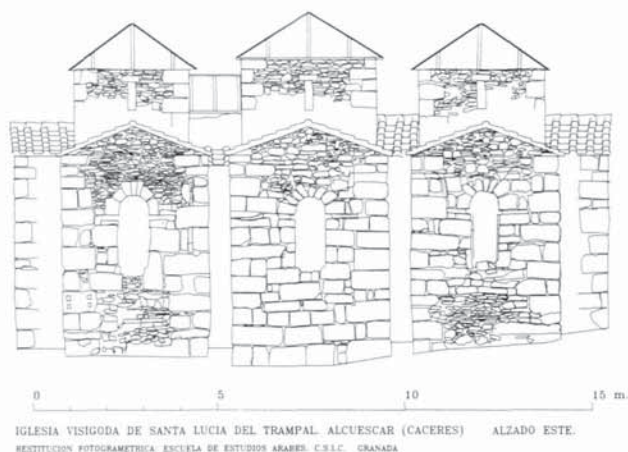 0 5 10 15 m.
IGLESIA VISIGODA DE SANTA LUCIA DEL TRAMPAL. ALCUESCAR (CACERES) ALZADO ESTE.
RESTITUCION FOTOGRAMETRICA. ESCUELA DE ESTUDIOS ARABES. C.S.I.C. GRANADA